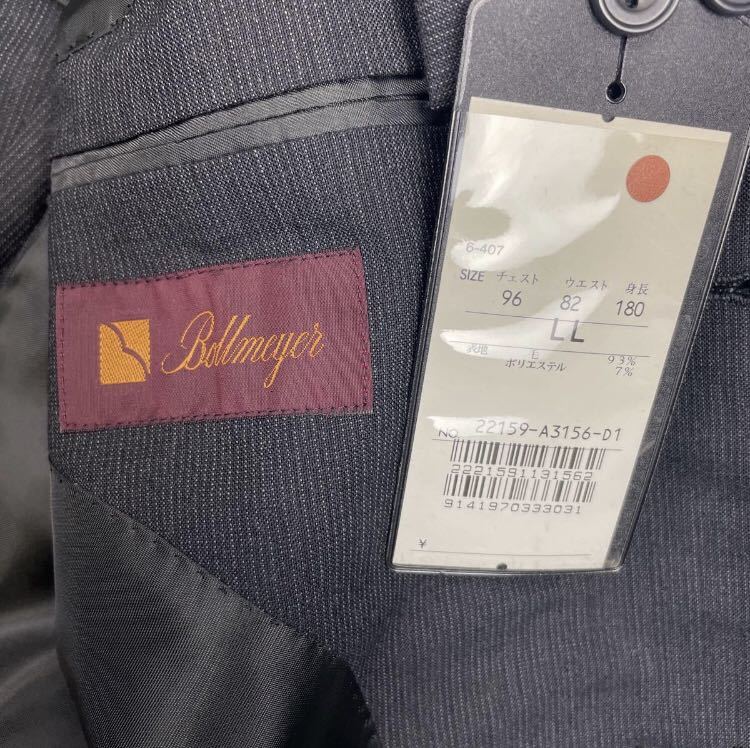 Bollmeyer
6-407
SIZE チェスト ウエスト 身長
96 82 180
LL
表地 毛 93%
ポリエステル 7%
NO. 22159-A3156-D1
2221591131562
9141970333031
¥